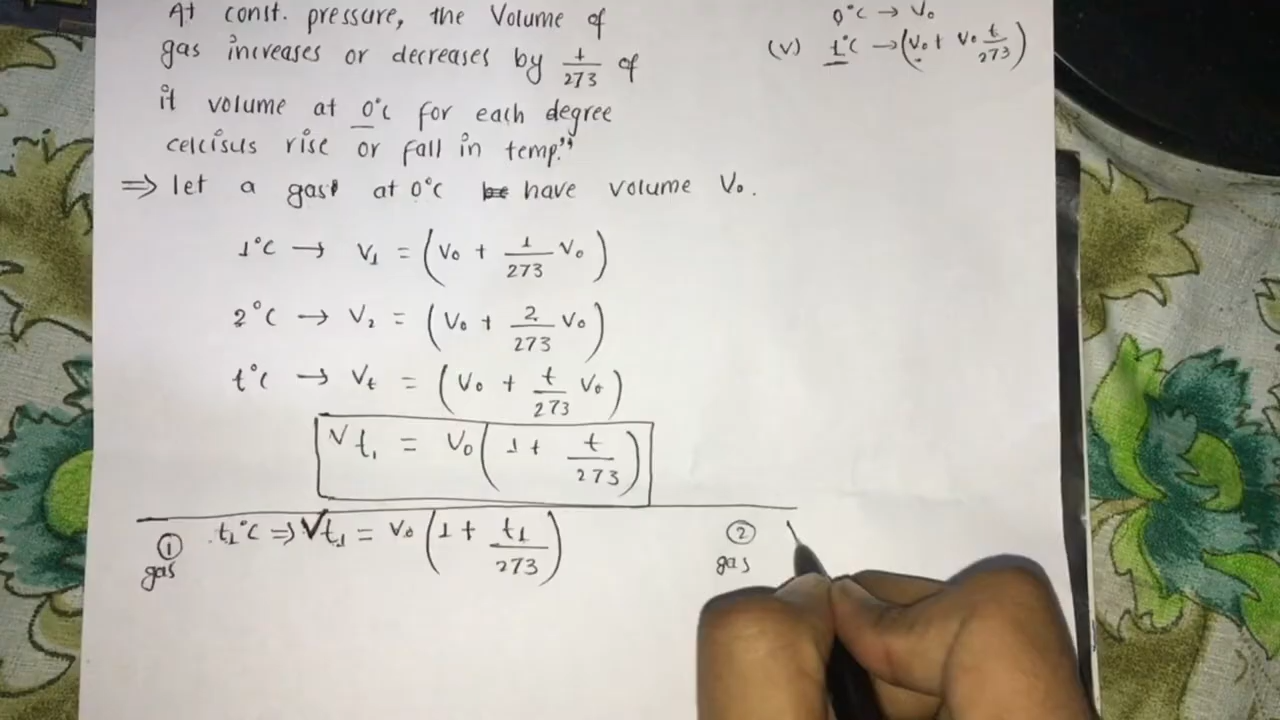 At const. pressure, the Volume of
gas increases or decreases by 1/273 of
it volume at 0°c for each degree
celcisus rise or fall in temp."
⇒ let a gas at 0°c have volume V₀.
1°C → V₁ = (V₀ + 1/273 V₀)
2°C → V₂ = (V₀ + 2/273 V₀)
t°C → Vt = (V₀ + t/273 V₀)
Vt₁ = V₀ (1 + t/273)
① gas t₁°C ⇒ Vt₁ = V₀ (1 + t₁/273)
② gas
0°C → V₀
(V) 1°C → (V₀ + V₀ t/273)